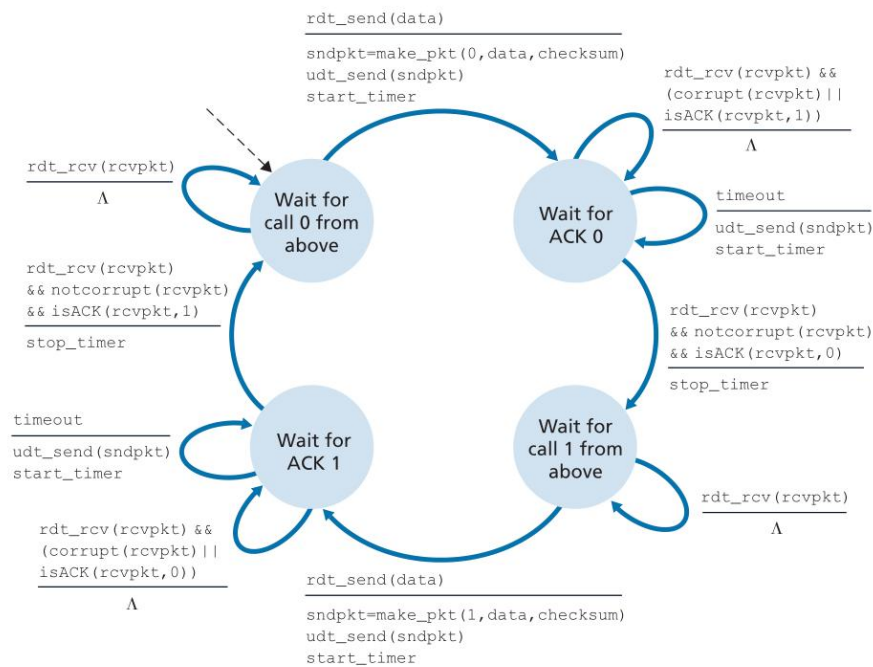 rdt_send(data)
sndpkt=make_pkt(0,data,checksum)
udt_send(sndpkt)
start_timer
rdt_rcv(rcvpkt) &&
(corrupt(rcvpkt)||
isACK(rcvpkt,1))
Λ
rdt_rcv(rcvpkt)
Λ
Wait for
call 0 from
above
Wait for
ACK 0
timeout
udt_send(sndpkt)
start_timer
rdt_rcv(rcvpkt)
&& notcorrupt(rcvpkt)
&& isACK(rcvpkt,1)
stop_timer
rdt_rcv(rcvpkt)
&& notcorrupt(rcvpkt)
&& isACK(rcvpkt,0)
stop_timer
timeout
udt_send(sndpkt)
start_timer
Wait for
ACK 1
Wait for
call 1 from
above
rdt_rcv(rcvpkt)
Λ
rdt_rcv(rcvpkt) &&
(corrupt(rcvpkt)||
isACK(rcvpkt,0))
Λ
rdt_send(data)
sndpkt=make_pkt(1,data,checksum)
udt_send(sndpkt)
start_timer